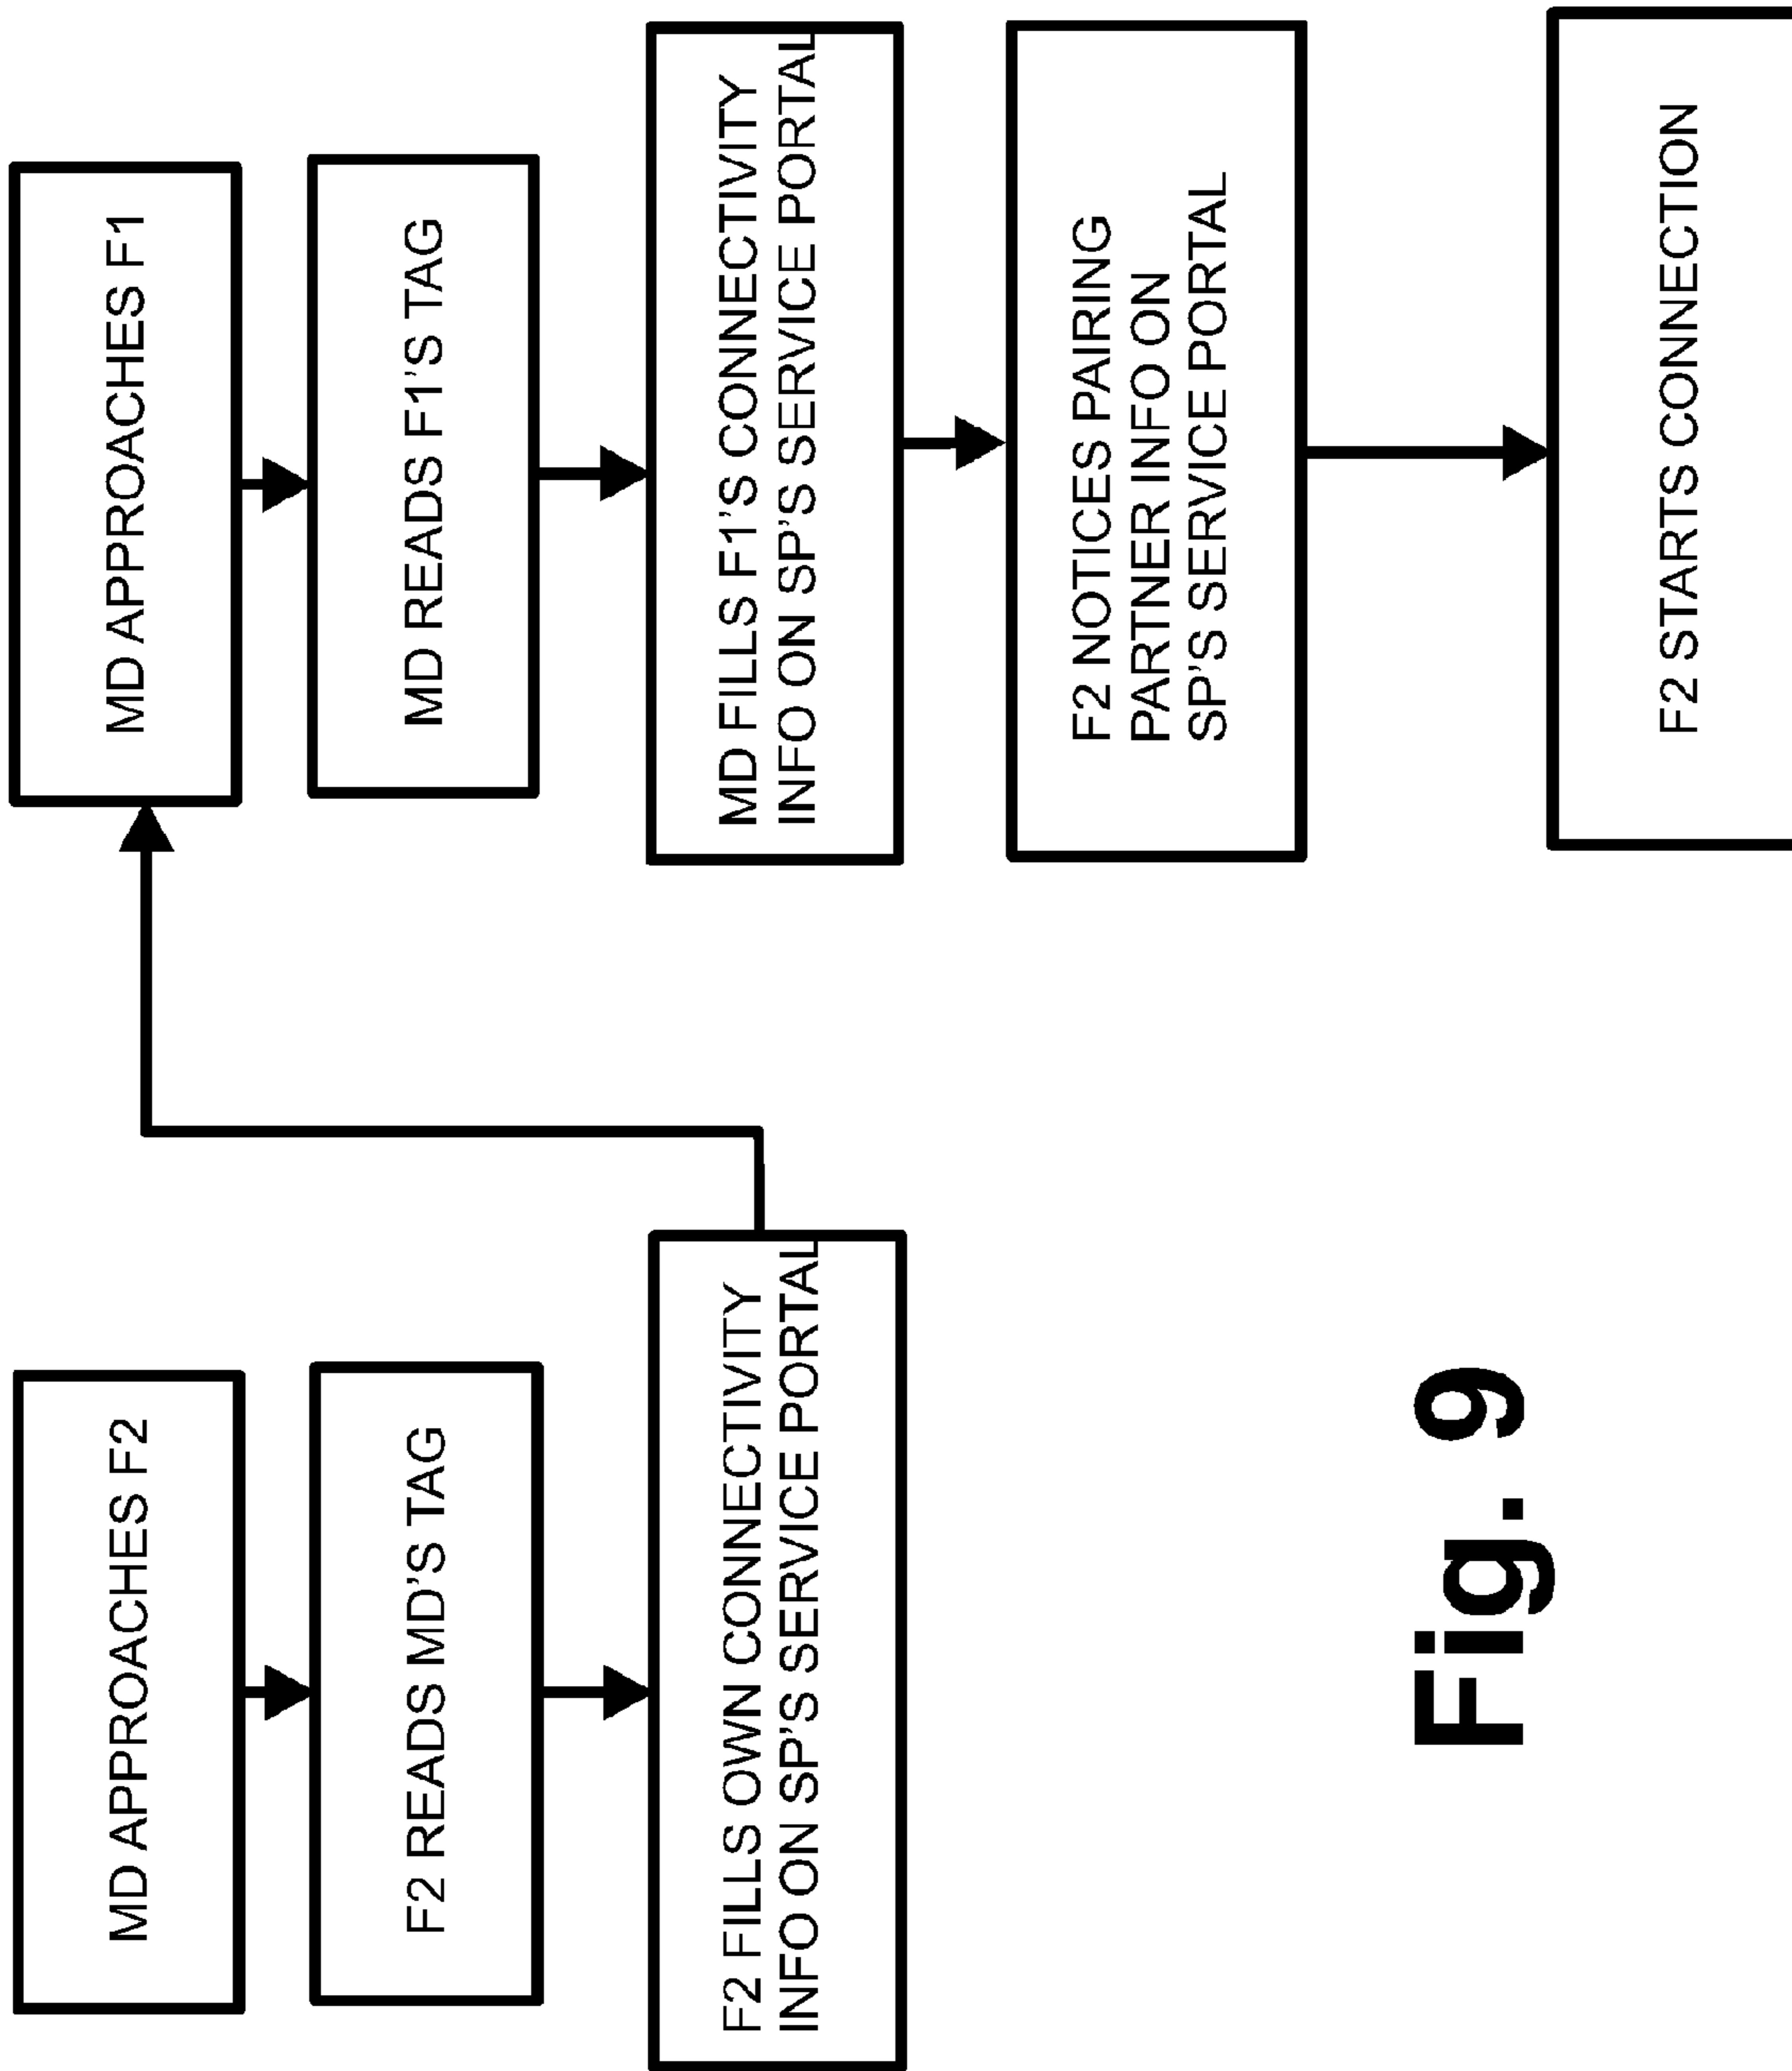 MD APPROACHES F2
F2 READS MD'S TAG
F2 FILLS OWN CONNECTIVITY
INFO ON SP'S SERVICE PORTAL
MD APPROACHES F1
MD READS F1'S TAG
MD FILLS F1'S CONNECTIVITY
INFO ON SP'S SERVICE PORTAL
F2 NOTICES PAIRING
PARTNER INFO ON
SP'S SERVICE PORTAL
F2 STARTS CONNECTION
Fig. 9